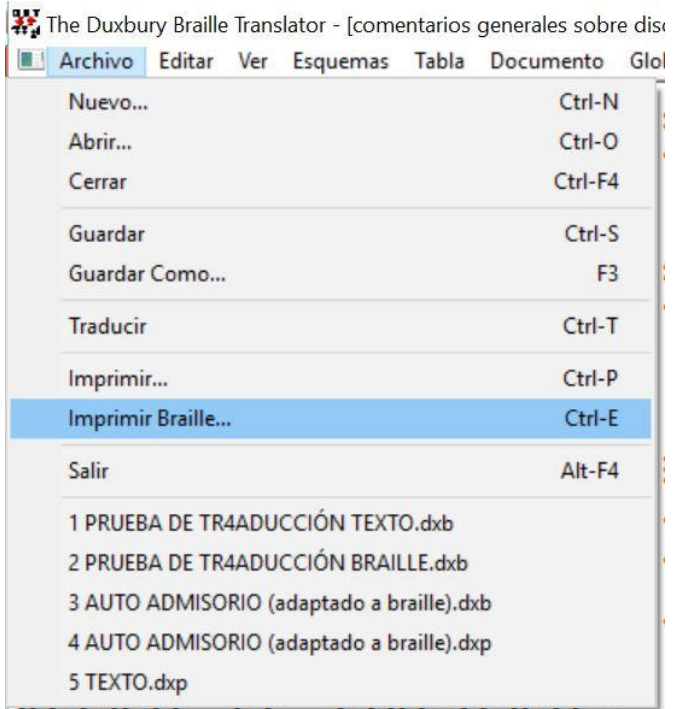 The Duxbury Braille Translator - [comentarios generales sobre disc
Archivo Editar Ver Esquemas Tabla Documento Glo
Nuevo... Ctrl-N
Abrir... Ctrl-O
Cerrar Ctrl-F4
Guardar Ctrl-S
Guardar Como... F3
Traducir Ctrl-T
Imprimir... Ctrl-P
Imprimir Braille... Ctrl-E
Salir Alt-F4
1 PRUEBA DE TR4ADUCCIÓN TEXTO.dxb
2 PRUEBA DE TR4ADUCCIÓN BRAILLE.dxb
3 AUTO ADMISORIO (adaptado a braille).dxb
4 AUTO ADMISORIO (adaptado a braille).dxp
5 TEXTO.dxp